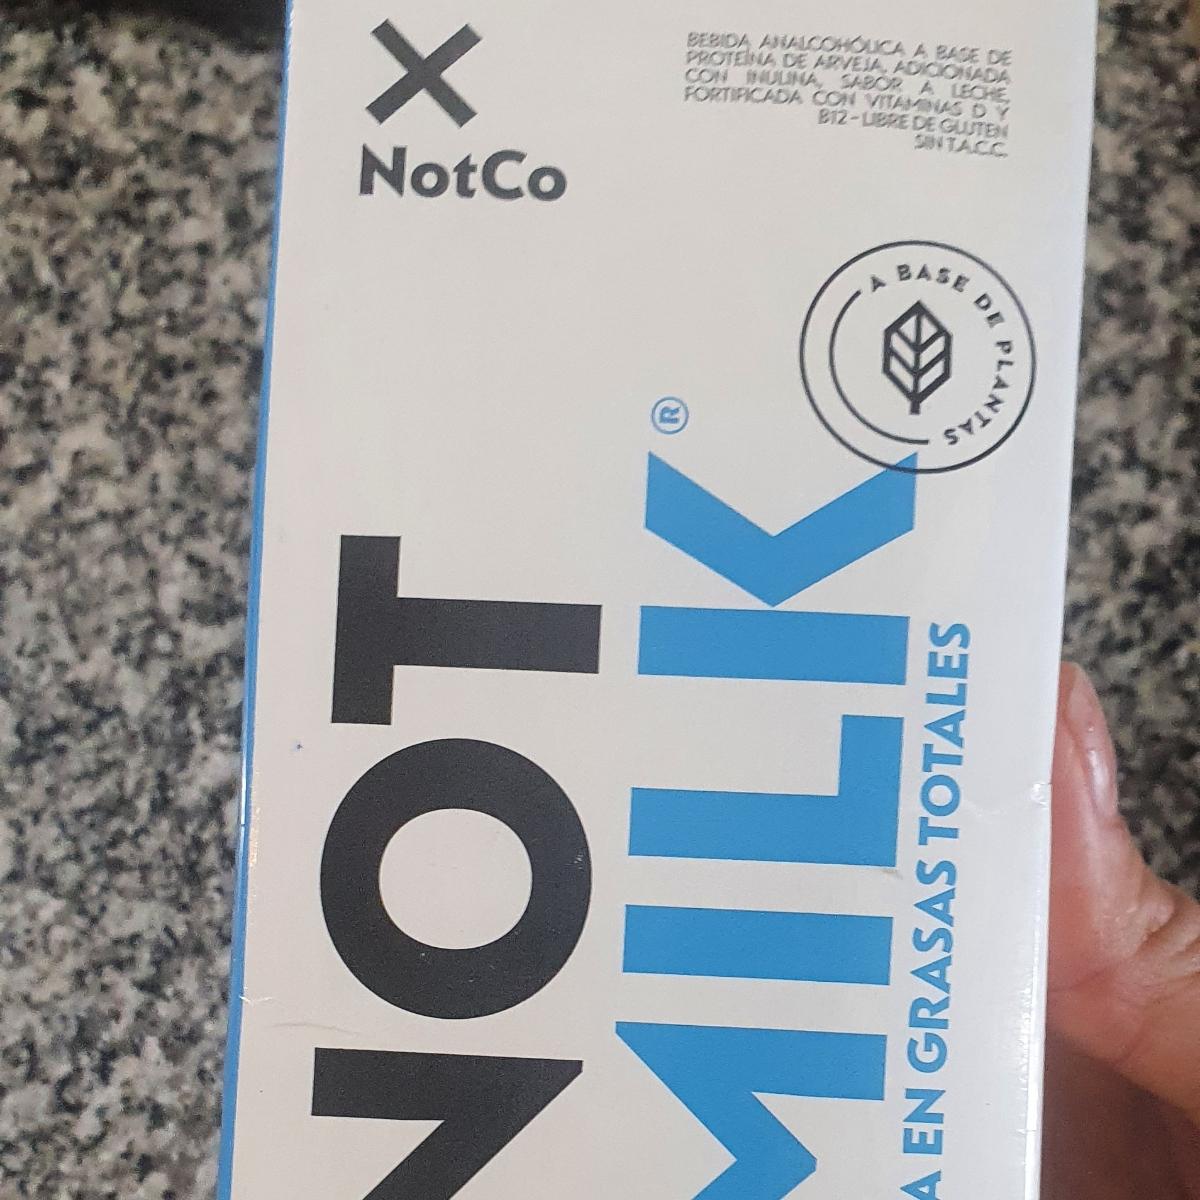 NotCo
BEBIDA ANALCOHÓLICA A BASE DE
PROTEÍNA DE ARVEJA, ADICIONADA
CON INULINA, SABOR A LECHE,
FORTIFICADA CON VITAMINAS D Y
B12 - LIBRE DE GLUTEN
SIN T.A.C.C.
A BASE DE PLANTAS
NOT
MILK®
A EN GRASAS TOTALES